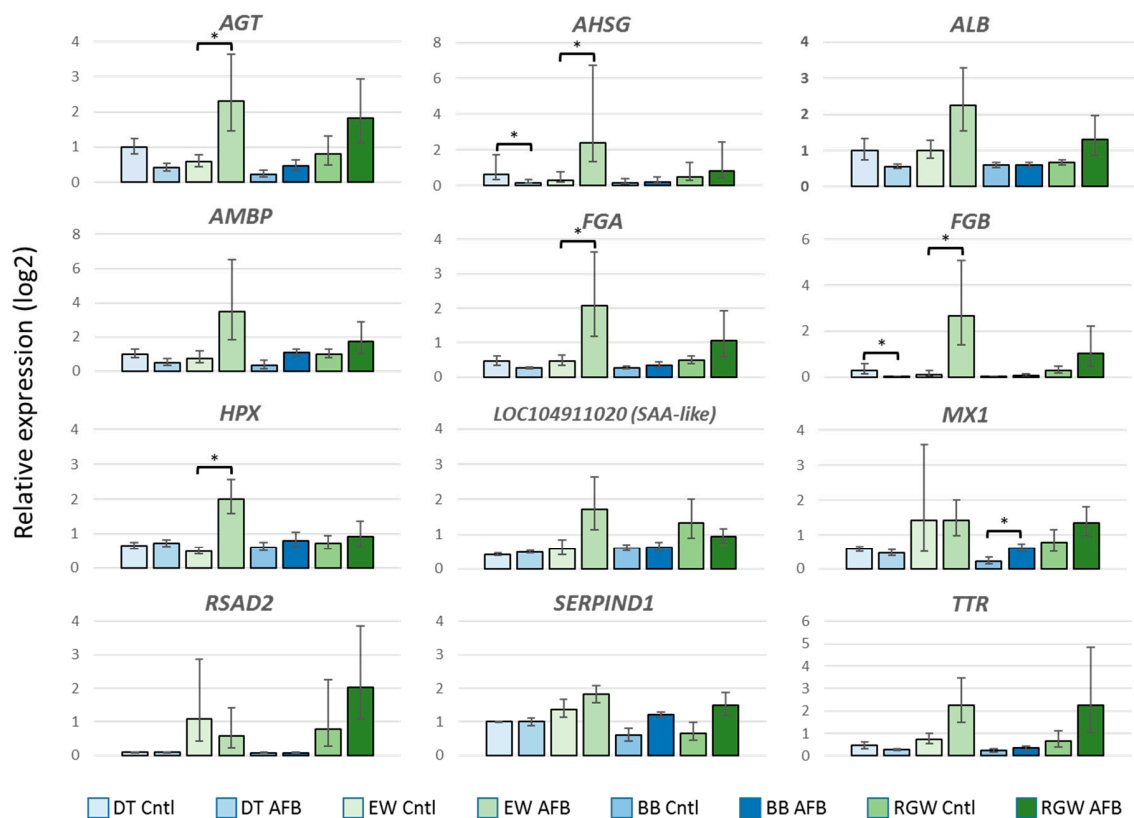 AGT AHSG ALB
4 8 4
3 6 3
2 4 2
1 2 1
0 0 0
* * *
AMBP FGA FGB
8 4 6
6 3 4
4 2 2
2 1 0
0 0
* * *
Relative expression (log2)
HPX LOC104911020 (SAA-like) MX1
4 4 4
3 3 3
2 2 2
1 1 1
0 0 0
* *
RSAD2 SERPIND1 TTR
4 4 6
3 3 5
2 2 4
1 1 3
0 0 2
1
0
DT Cntl DT AFB EW Cntl EW AFB BB Cntl BB AFB RGW Cntl RGW AFB